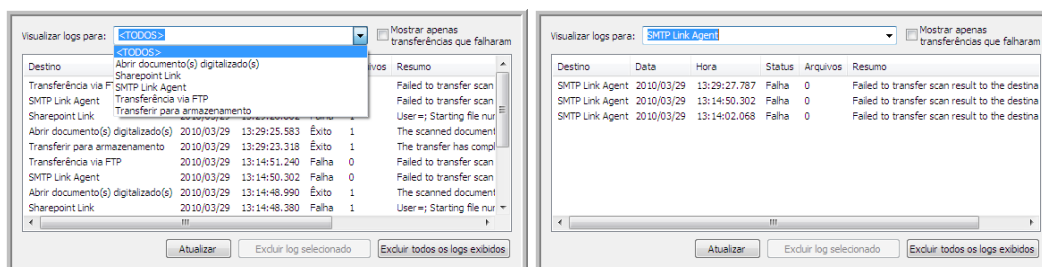 Visualizar logs para: <TODOS>
Mostrar apenas
transferências que falharam
<TODOS>
Abrir documento(s) digitalizado(s)
Sharepoint Link
SMTP Link Agent
Transferência via FTP
Transferir para armazenamento
Destino Resumo
Transferência via Failed to transfer scan
SMTP Link Agent Failed to transfer scan
Sharepoint Link User=; Starting file nur
Abrir documento(s) digitalizado(s) 2010/03/29 13:29:25.583 Êxito 1 The scanned document
Transferir para armazenamento 2010/03/29 13:29:23.318 Êxito 1 The transfer has compl
Transferência via FTP 2010/03/29 13:14:51.240 Falha 0 Failed to transfer scan
SMTP Link Agent 2010/03/29 13:14:50.302 Falha 0 Failed to transfer scan
Abrir documento(s) digitalizado(s) 2010/03/29 13:14:48.990 Êxito 1 The scanned document
Sharepoint Link 2010/03/29 13:14:48.380 Falha 1 User=; Starting file nur
Atualizar Excluir log selecionado Excluir todos os logs exibidos
Visualizar logs para: SMTP Link Agent
Mostrar apenas
transferências que falharam
Destino Data Hora Status Arquivos Resumo
SMTP Link Agent 2010/03/29 13:29:27.787 Falha 0 Failed to transfer scan result to the destina
SMTP Link Agent 2010/03/29 13:14:50.302 Falha 0 Failed to transfer scan result to the destina
SMTP Link Agent 2010/03/29 13:14:02.068 Falha 0 Failed to transfer scan result to the destina
Atualizar Excluir log selecionado Excluir todos os logs exibidos